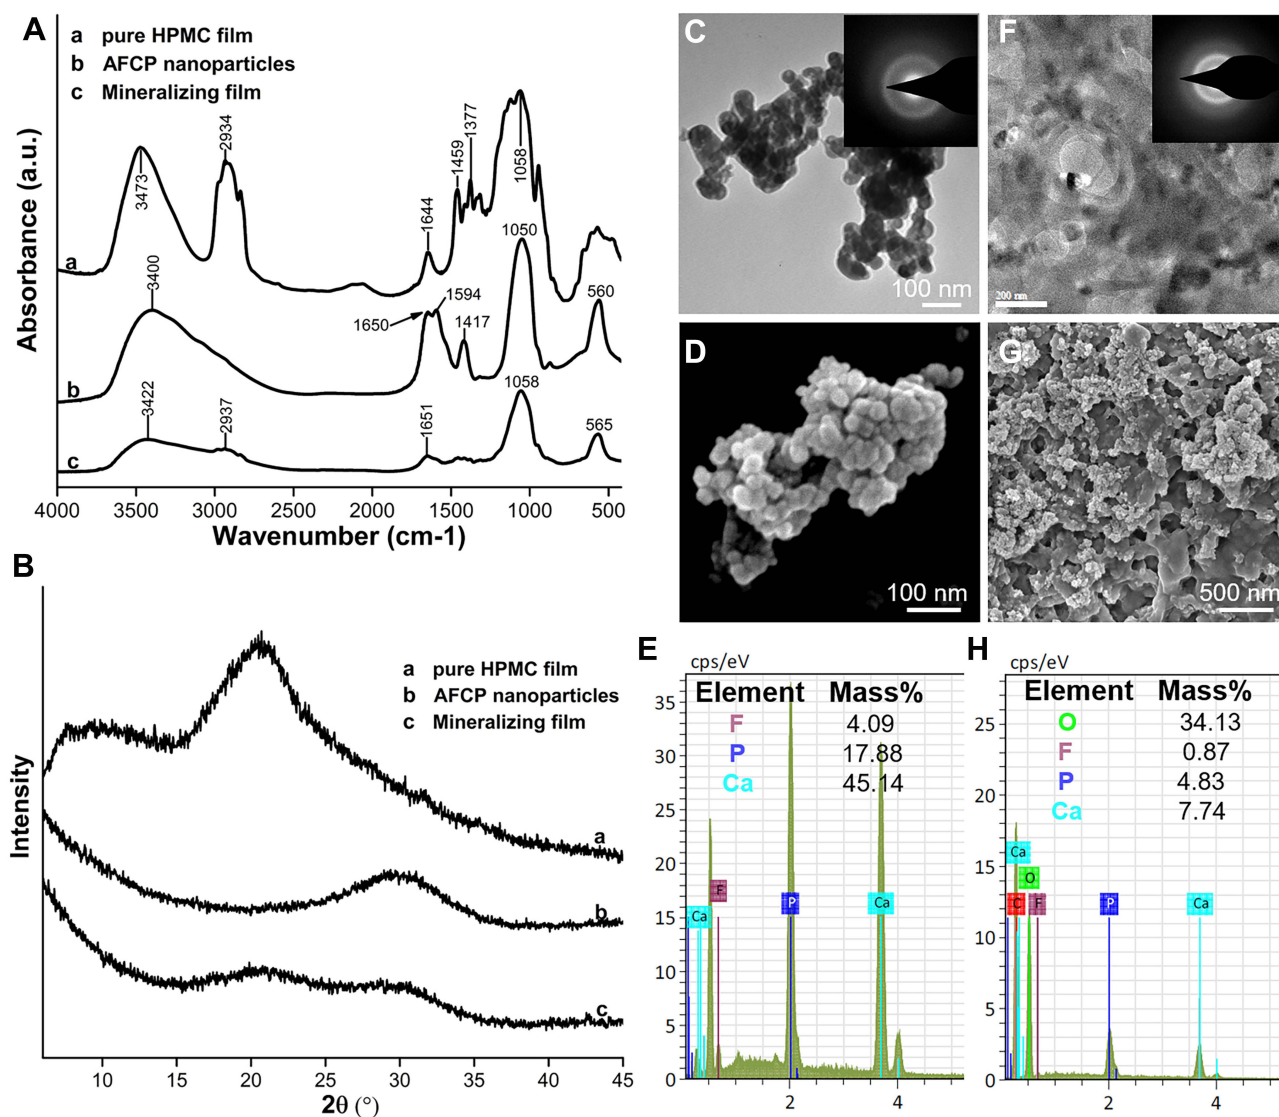 A
a pure HPMC film
b AFCP nanoparticles
c Mineralizing film
3473
2934
1644
1459
1377
1058
a
3400
1650
1594
1417
1050
560
b
3422
2937
1651
1058
565
c
Absorbance (a.u.)
4000 3500 3000 2500 2000 1500 1000 500
Wavenumber (cm-1)
B
a pure HPMC film
b AFCP nanoparticles
c Mineralizing film
a
b
c
Intensity
10 15 20 25 30 35 40 45
2θ (°)
C
100 nm
F
200 nm
D
100 nm
G
500 nm
E
cps/eV
Element Mass%
F 4.09
P 17.88
Ca 45.14
35
30
25
20
15
10
5
0
Ca
F
P
Ca
2 4
H
cps/eV
Element Mass%
O 34.13
F 0.87
P 4.83
Ca 7.74
25
20
15
10
5
0
Ca
O
C
F
P
Ca
2 4